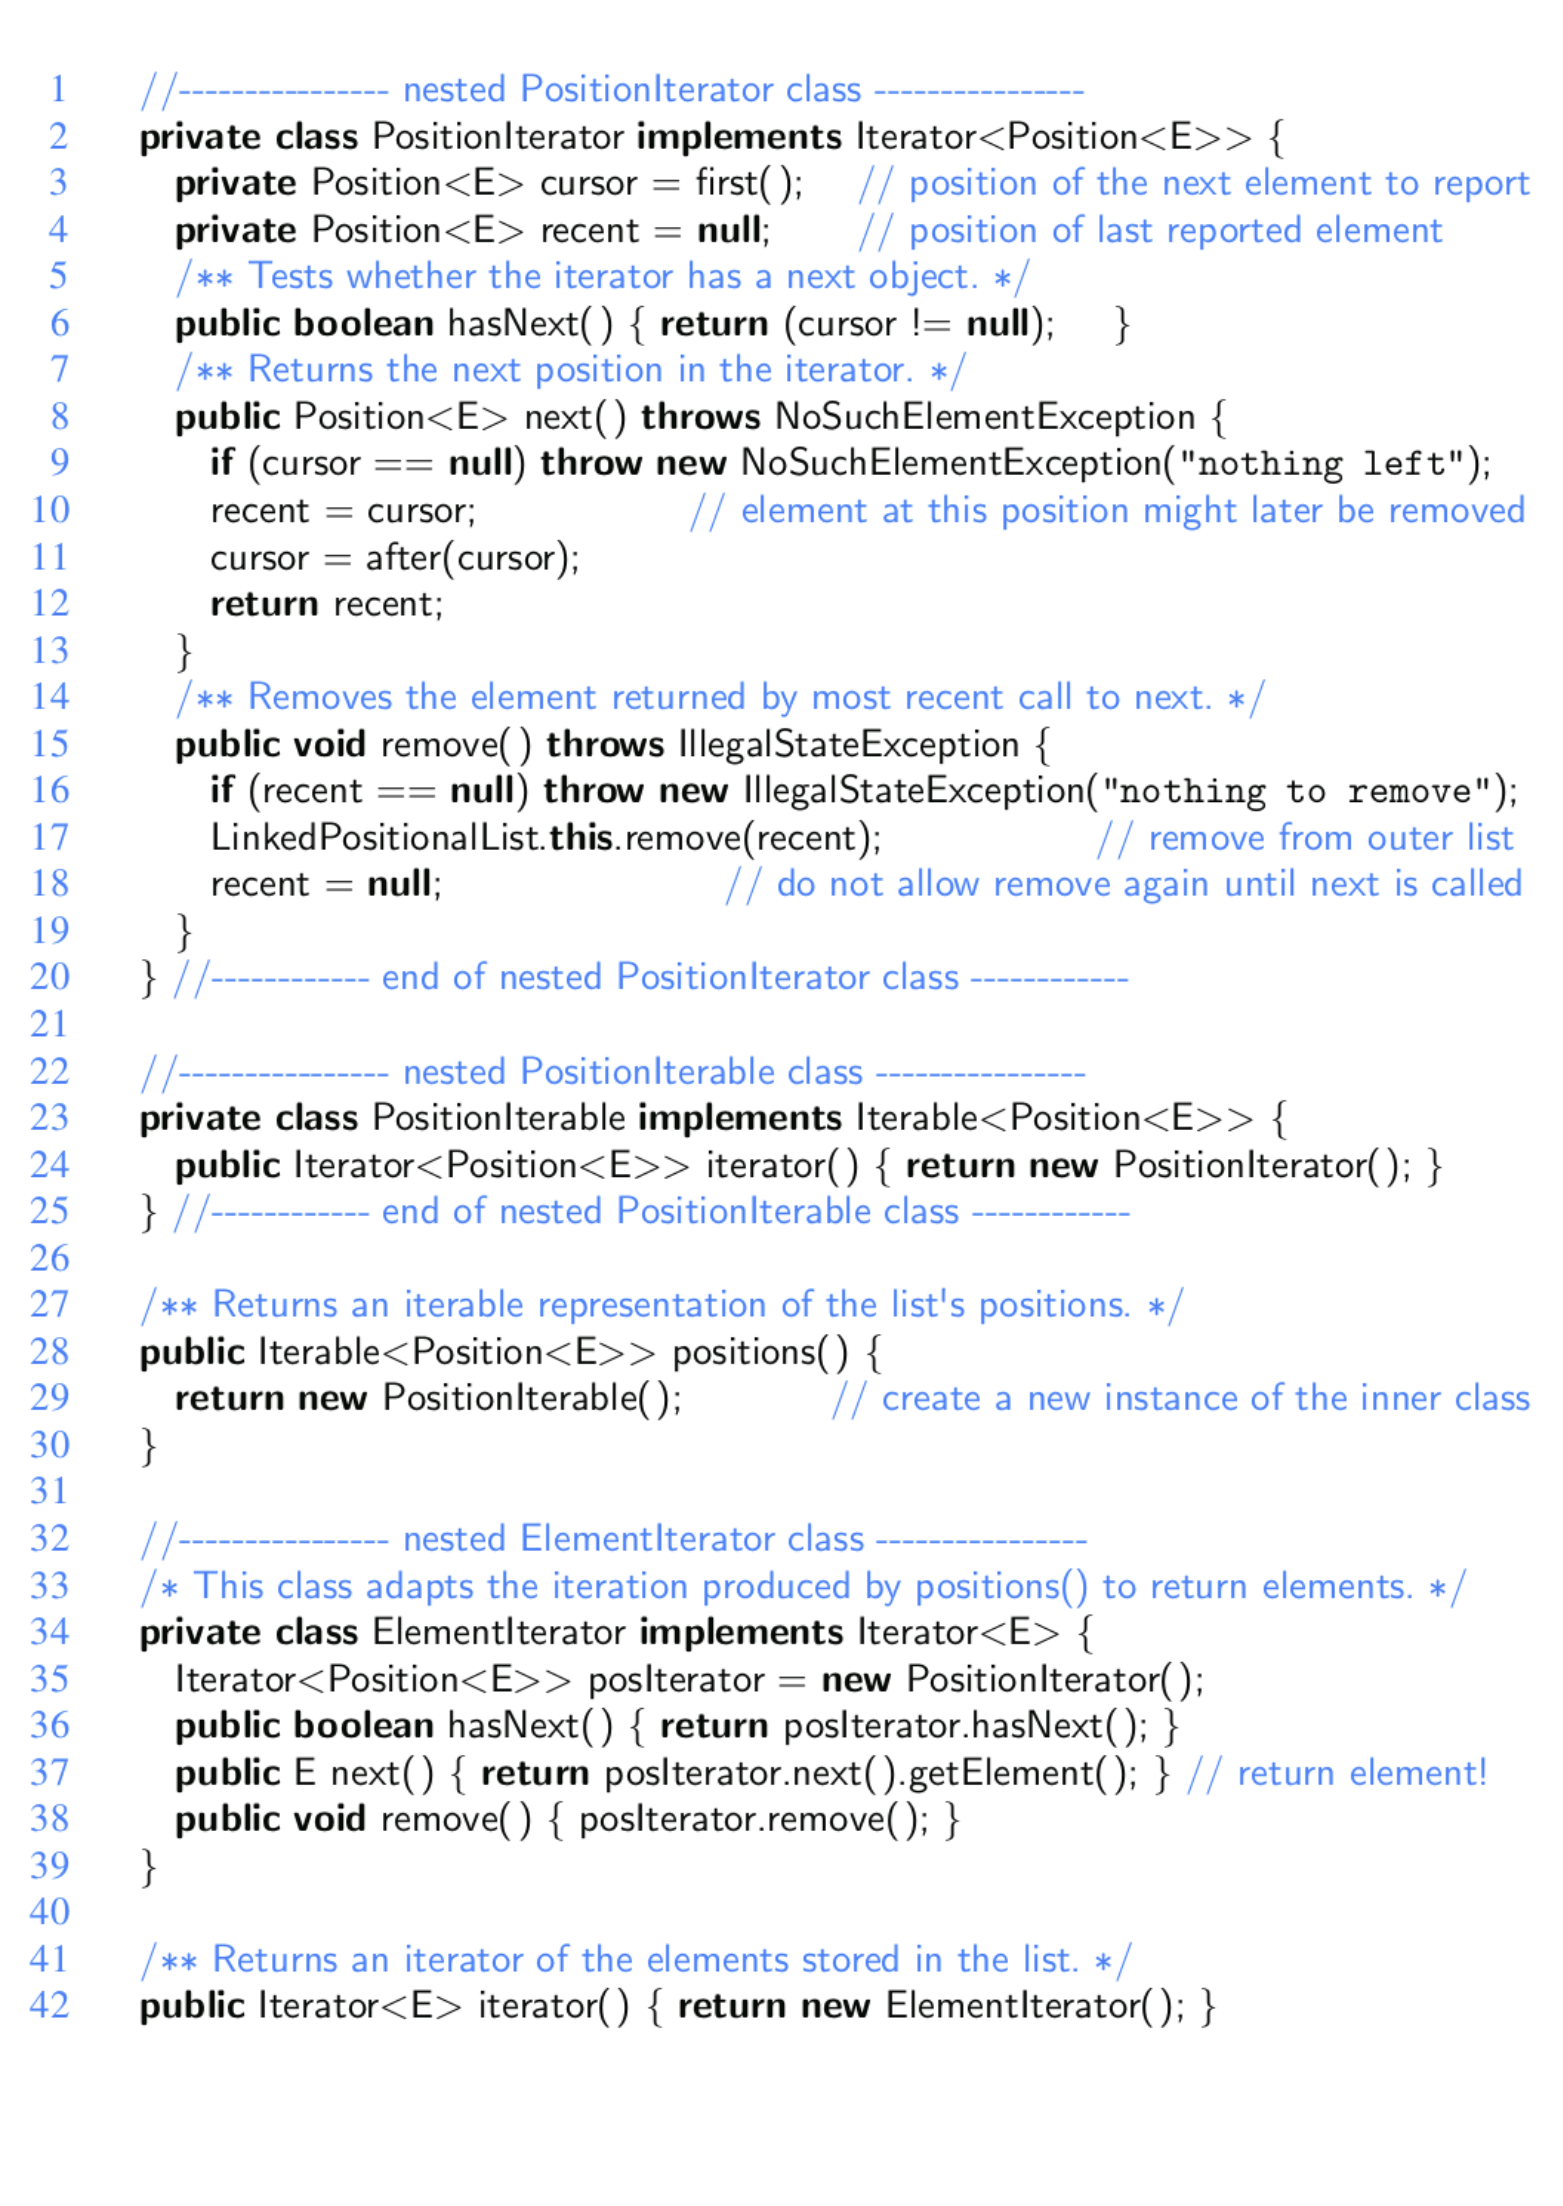 1 //---------------- nested PositionIterator class ----------------
2 private class PositionIterator implements Iterator<Position<E>> {
3 private Position<E> cursor = first(); // position of the next element to report
4 private Position<E> recent = null; // position of last reported element
5 /** Tests whether the iterator has a next object. */
6 public boolean hasNext() { return (cursor != null); }
7 /** Returns the next position in the iterator. */
8 public Position<E> next() throws NoSuchElementException {
9 if (cursor == null) throw new NoSuchElementException("nothing left");
10 recent = cursor; // element at this position might later be removed
11 cursor = after(cursor);
12 return recent;
13 }
14 /** Removes the element returned by most recent call to next. */
15 public void remove() throws IllegalStateException {
16 if (recent == null) throw new IllegalStateException("nothing to remove");
17 LinkedPositionalList.this.remove(recent); // remove from outer list
18 recent = null; // do not allow remove again until next is called
19 }
20 } //------------ end of nested PositionIterator class ------------
21
22 //---------------- nested PositionIterable class ----------------
23 private class PositionIterable implements Iterable<Position<E>> {
24 public Iterator<Position<E>> iterator() { return new PositionIterator(); }
25 } //------------ end of nested PositionIterable class ------------
26
27 /** Returns an iterable representation of the list's positions. */
28 public Iterable<Position<E>> positions() {
29 return new PositionIterable(); // create a new instance of the inner class
30 }
31
32 //---------------- nested ElementIterator class ----------------
33 /* This class adapts the iteration produced by positions() to return elements. */
34 private class ElementIterator implements Iterator<E> {
35 Iterator<Position<E>> posIterator = new PositionIterator();
36 public boolean hasNext() { return posIterator.hasNext(); }
37 public E next() { return posIterator.next().getElement(); } // return element!
38 public void remove() { posIterator.remove(); }
39 }
40
41 /** Returns an iterator of the elements stored in the list. */
42 public Iterator<E> iterator() { return new ElementIterator(); }